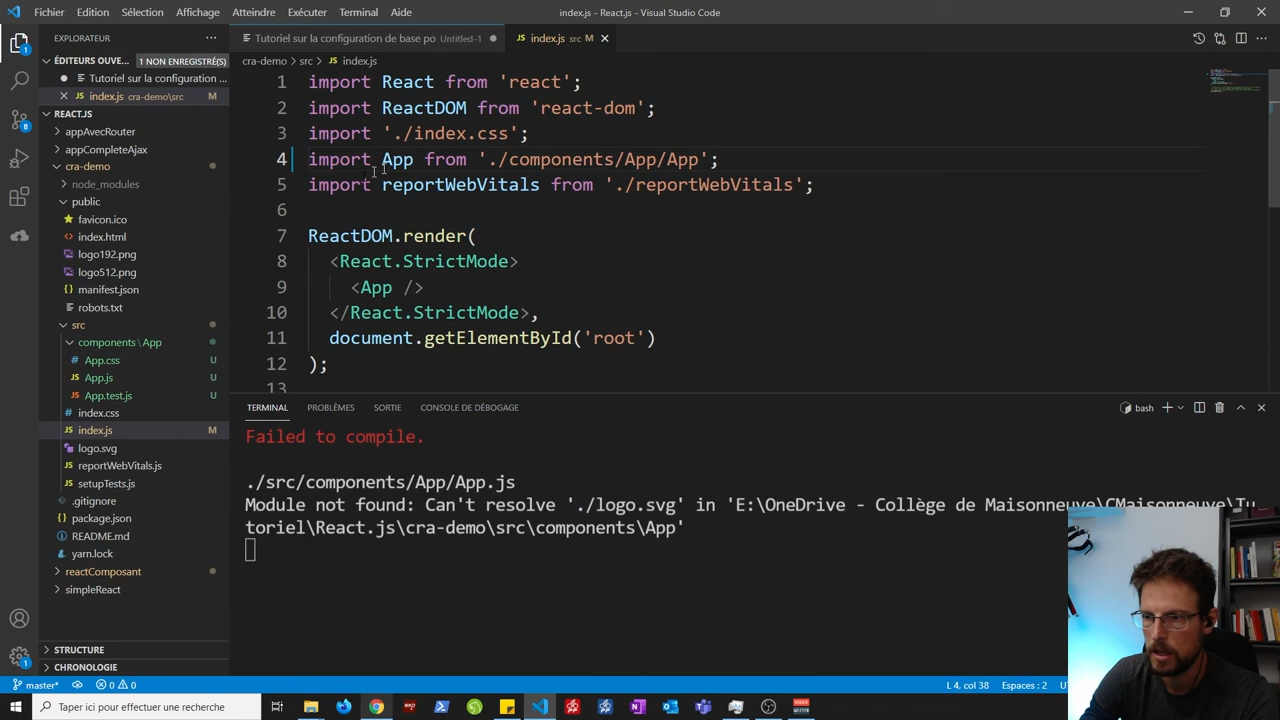 Fichier Édition Sélection Affichage Atteindre Exécuter Terminal Aide
index.js - React.js - Visual Studio Code
EXPLORATEUR
ÉDITEURS OUVE... 1 NON ENREGISTRÉ(S)
Tutoriel sur la configuration ...
index.js cra-demo\src M
REACT.JS
appAvecRouter
appCompleteAjax
cra-demo
node_modules
public
favicon.ico
index.html
logo192.png
logo512.png
manifest.json
robots.txt
src
components\App
App.css U
App.js U
App.test.js U
index.css
index.js M
logo.svg
reportWebVitals.js
setupTests.js
.gitignore
package.json
README.md
yarn.lock
reactComposant
simpleReact
STRUCTURE
CHRONOLOGIE
Tutoriel sur la configuration de base po Untitled-1
index.js src M
cra-demo > src > index.js
1 import React from 'react';
2 import ReactDOM from 'react-dom';
3 import './index.css';
4 import App from './components/App/App';
5 import reportWebVitals from './reportWebVitals';
6
7 ReactDOM.render(
8 <React.StrictMode>
9 <App />
10 </React.StrictMode>,
11 document.getElementById('root')
12 );
13
TERMINAL PROBLÈMES SORTIE CONSOLE DE DÉBOGAGE
bash
Failed to compile.
./src/components/App/App.js
Module not found: Can't resolve './logo.svg' in 'E:\OneDrive - Collège de Maisonneuve\CMaisonneuve\Tu
toriel\React.js\cra-demo\src\components\App'
master* 0 0
L 4, col 38 Espaces : 2
Taper ici pour effectuer une recherche